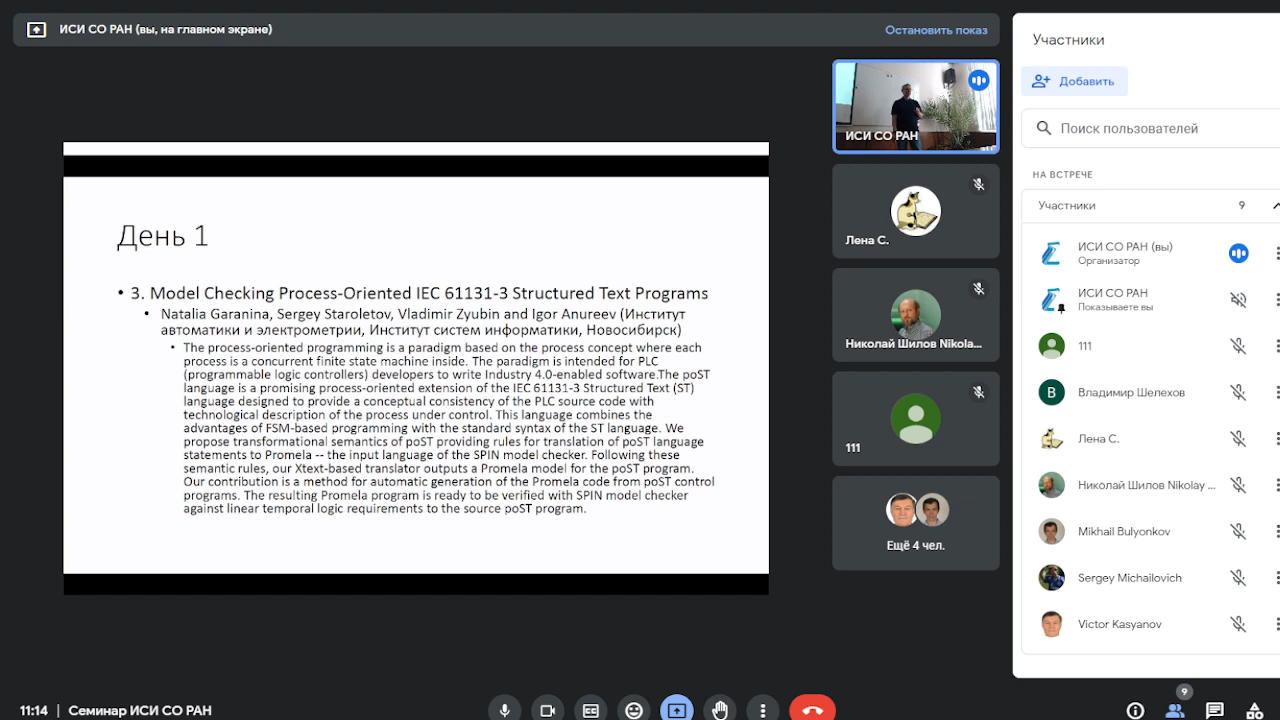 ИСИ СО РАН (вы, на главном экране)
Остановить показ
День 1
• 3. Model Checking Process-Oriented IEC 61131-3 Structured Text Programs
• Natalia Garanina, Sergey Staroletov, Vladimir Zyubin and Igor Anureev (Институт
автоматики и электрометрии, Институт систем информатики, Новосибирск)
• The process-oriented programming is a paradigm based on the process concept where each
process is a concurrent finite state machine inside. The paradigm is intended for PLC
(programmable logic controllers) developers to write Industry 4.0-enabled software.The poST
language is a promising process-oriented extension of the IEC 61131-3 Structured Text (ST)
language designed to provide a conceptual consistency of the PLC source code with
technological description of the process under control. This language combines the
advantages of FSM-based programming with the standard syntax of the ST language. We
propose transformational semantics of poST providing rules for translation of poST language
statements to Promela -- the input language of the SPIN model checker. Following these
semantic rules, our Xtext-based translator outputs a Promela model for the poST program.
Our contribution is a method for automatic generation of the Promela code from poST control
programs. The resulting Promela program is ready to be verified with SPIN model checker
against linear temporal logic requirements to the source poST program.
ИСИ СО РАН
Лена С.
Николай Шилов Nikola...
111
Ещё 4 чел.
Участники
Добавить
Поиск пользователей
НА ВСТРЕЧЕ
Участники 9
ИСИ СО РАН (вы)
Организатор
ИСИ СО РАН
Показываете вы
111
В Владимир Шелехов
Лена С.
Николай Шилов Nikolay ...
Mikhail Bulyonkov
Sergey Michailovich
Victor Kasyanov
11:14 | Семинар ИСИ СО РАН
9